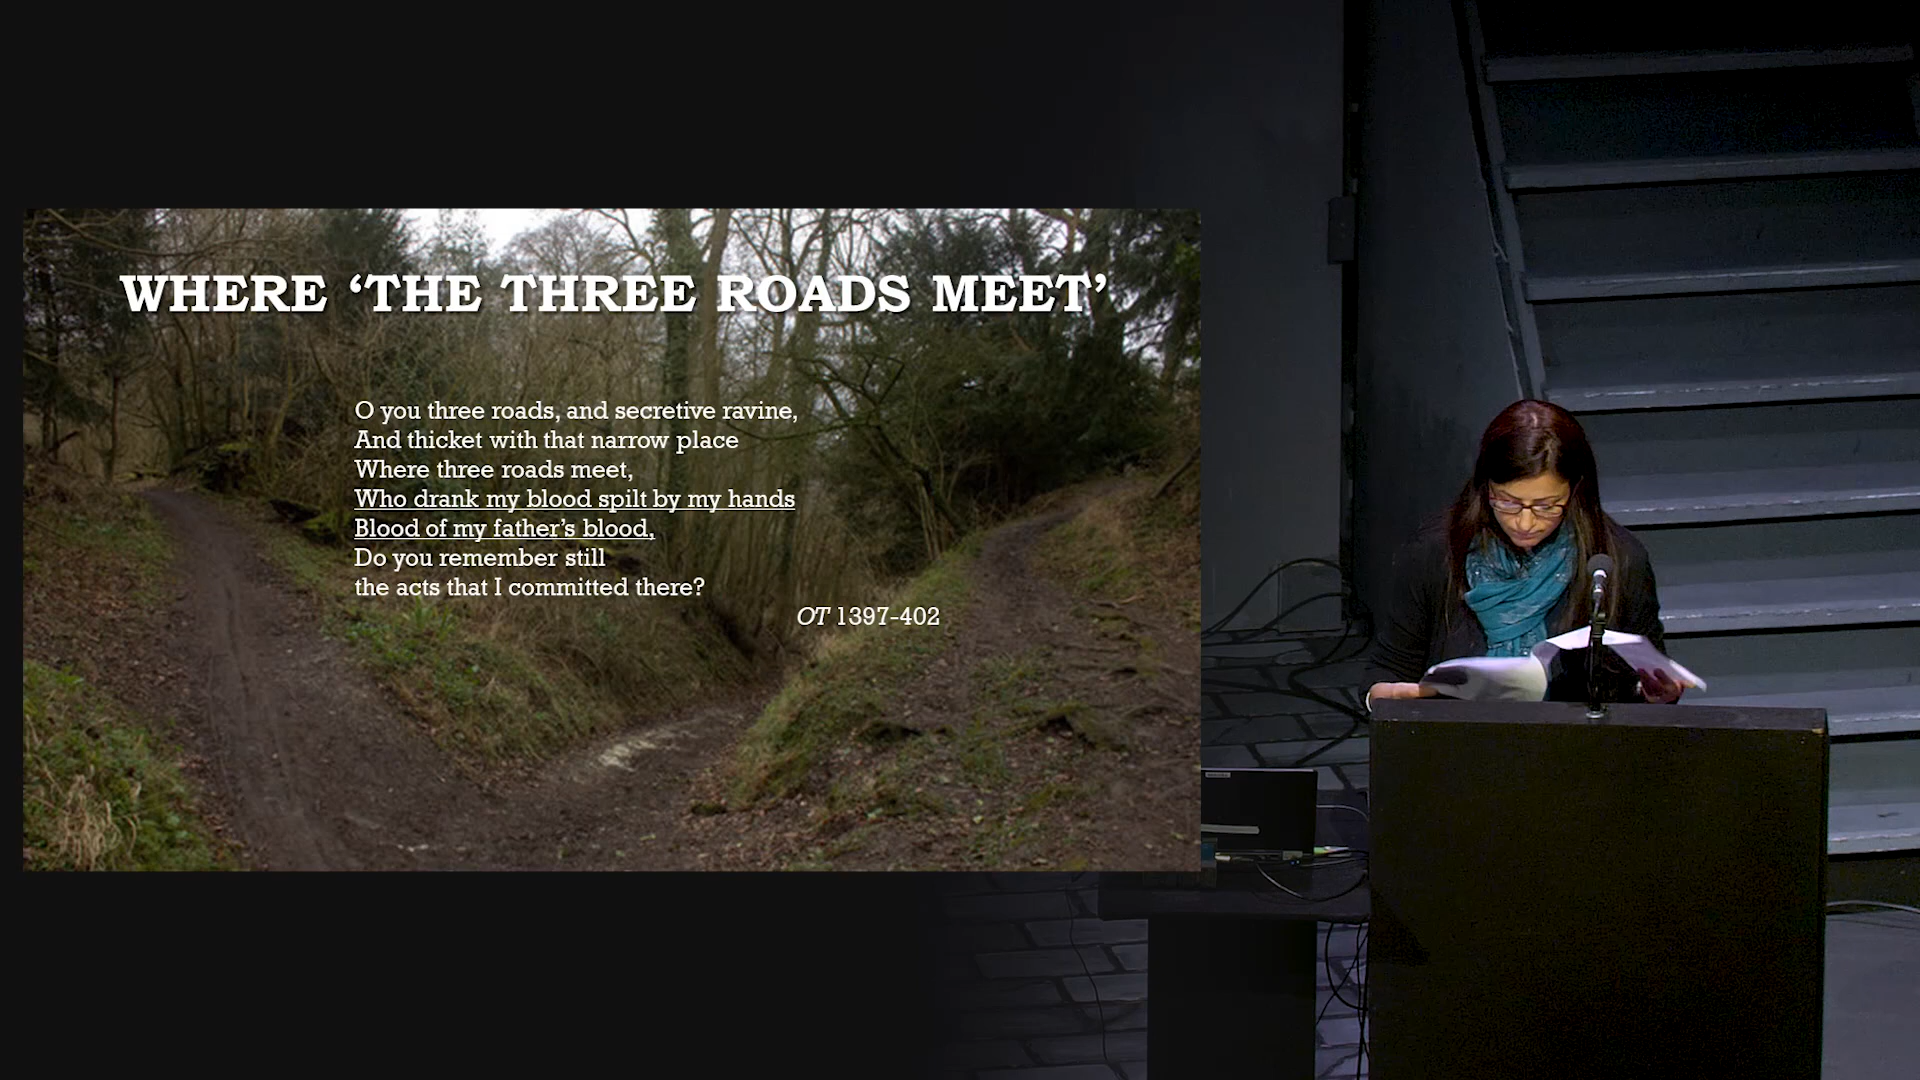 WHERE ‘THE THREE ROADS MEET’
O you three roads, and secretive ravine,
And thicket with that narrow place
Where three roads meet,
Who drank my blood spilt by my hands
Blood of my father’s blood,
Do you remember still
the acts that I committed there?
OT 1397-402